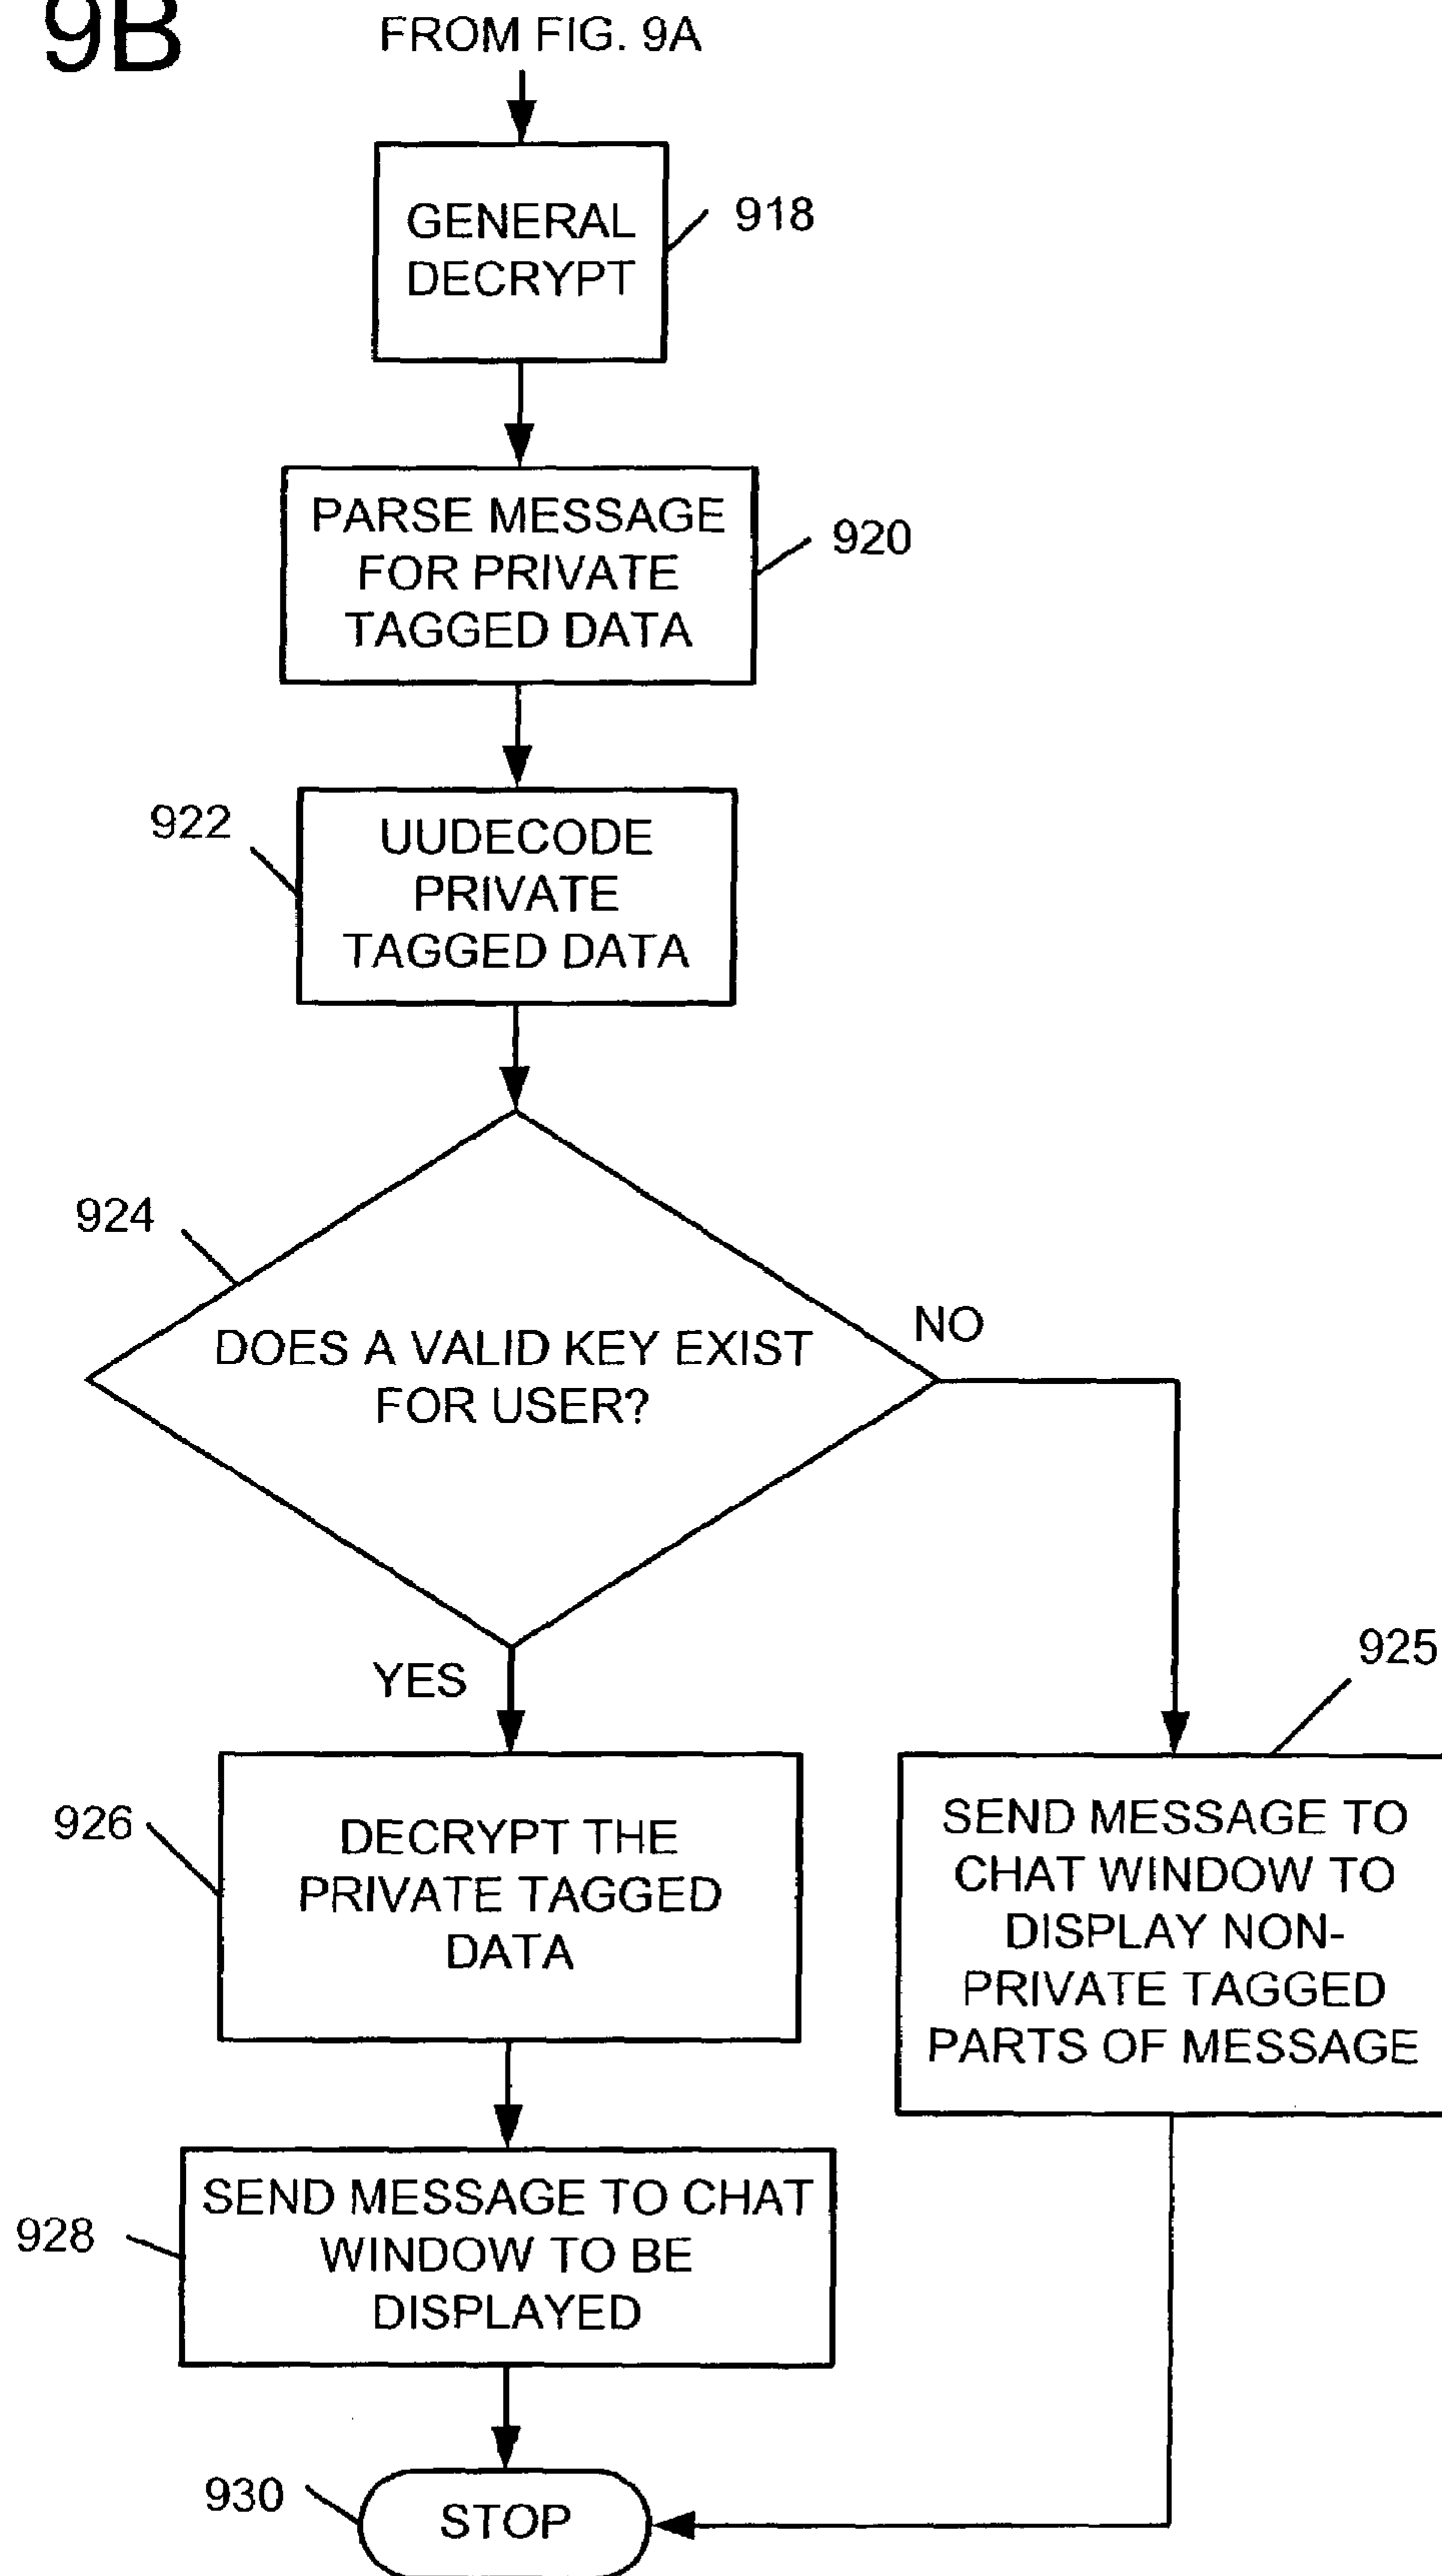 9B
FROM FIG. 9A
GENERAL
DECRYPT
918
PARSE MESSAGE
FOR PRIVATE
TAGGED DATA
920
922
UUDECODE
PRIVATE
TAGGED DATA
924
DOES A VALID KEY EXIST
FOR USER?
NO
YES
925
926
DECRYPT THE
PRIVATE TAGGED
DATA
SEND MESSAGE TO
CHAT WINDOW TO
DISPLAY NON-
PRIVATE TAGGED
PARTS OF MESSAGE
928
SEND MESSAGE TO CHAT
WINDOW TO BE
DISPLAYED
930
STOP